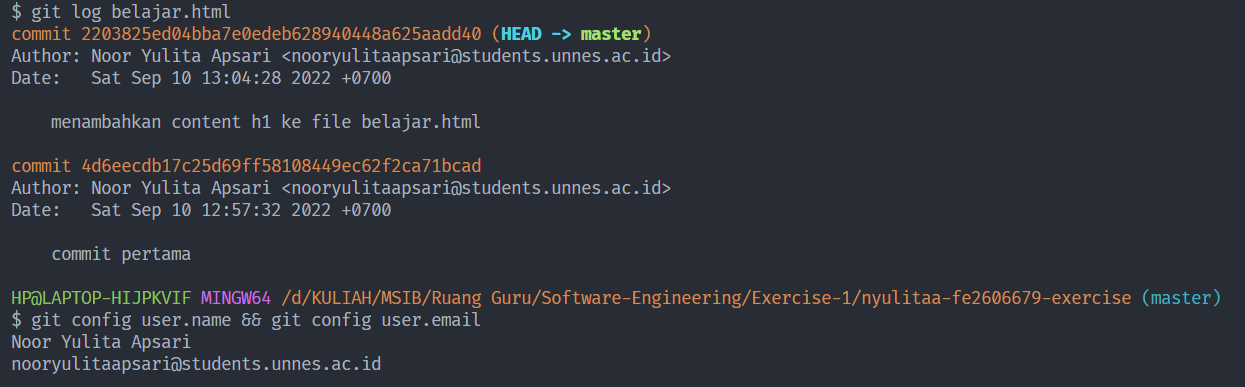 $ git log belajar.html
commit 2203825ed04bba7e0edeb628940448a625aadd40 (HEAD -> master)
Author: Noor Yulita Apsari <nooryulitaapsari@students.unnes.ac.id>
Date:   Sat Sep 10 13:04:28 2022 +0700
menambahkan content h1 ke file belajar.html
commit 4d6eecdb17c25d69ff58108449ec62f2ca71bcad
Author: Noor Yulita Apsari <nooryulitaapsari@students.unnes.ac.id>
Date:   Sat Sep 10 12:57:32 2022 +0700
commit pertama
HP@LAPTOP-HIJPKVIF MINGW64 /d/KULIAH/MSIB/Ruang Guru/Software-Engineering/Exercise-1/nyulitaa-fe2606679-exercise (master)
$ git config user.name && git config user.email
Noor Yulita Apsari
nooryulitaapsari@students.unnes.ac.id